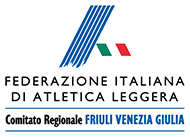 FEDERAZIONE ITALIANA
DI ATLETICA LEGGERA
Comitato Regionale FRIULI VENEZIA GIULIA